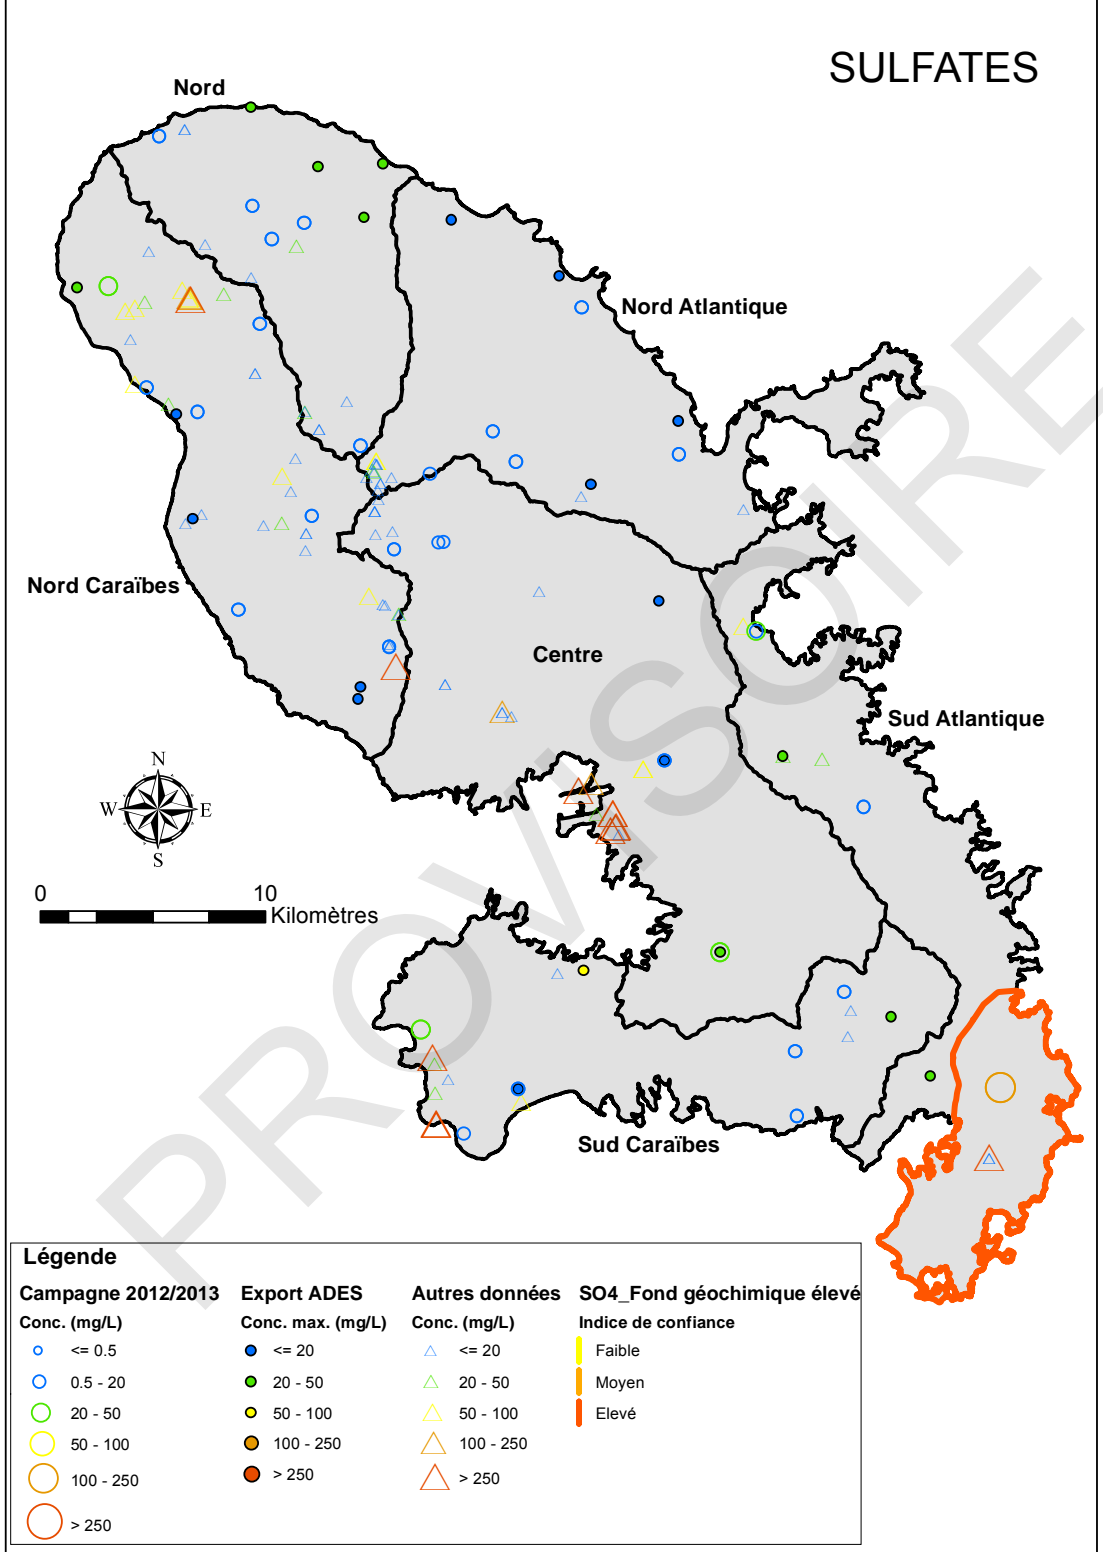 SULFATES
Nord
Nord Atlantique
Nord Caraïbes
Centre
Sud Atlantique
N
W E
S
0 10
Kilomètres
Sud Caraïbes
PROVISOIRE
Légende
Campagne 2012/2013
Conc. (mg/L)
<= 0.5
0.5 - 20
20 - 50
50 - 100
100 - 250
> 250
Export ADES
Conc. max. (mg/L)
<= 20
20 - 50
50 - 100
100 - 250
> 250
Autres données
Conc. (mg/L)
<= 20
20 - 50
50 - 100
100 - 250
> 250
SO4_Fond géochimique élevé
Indice de confiance
Faible
Moyen
Elevé